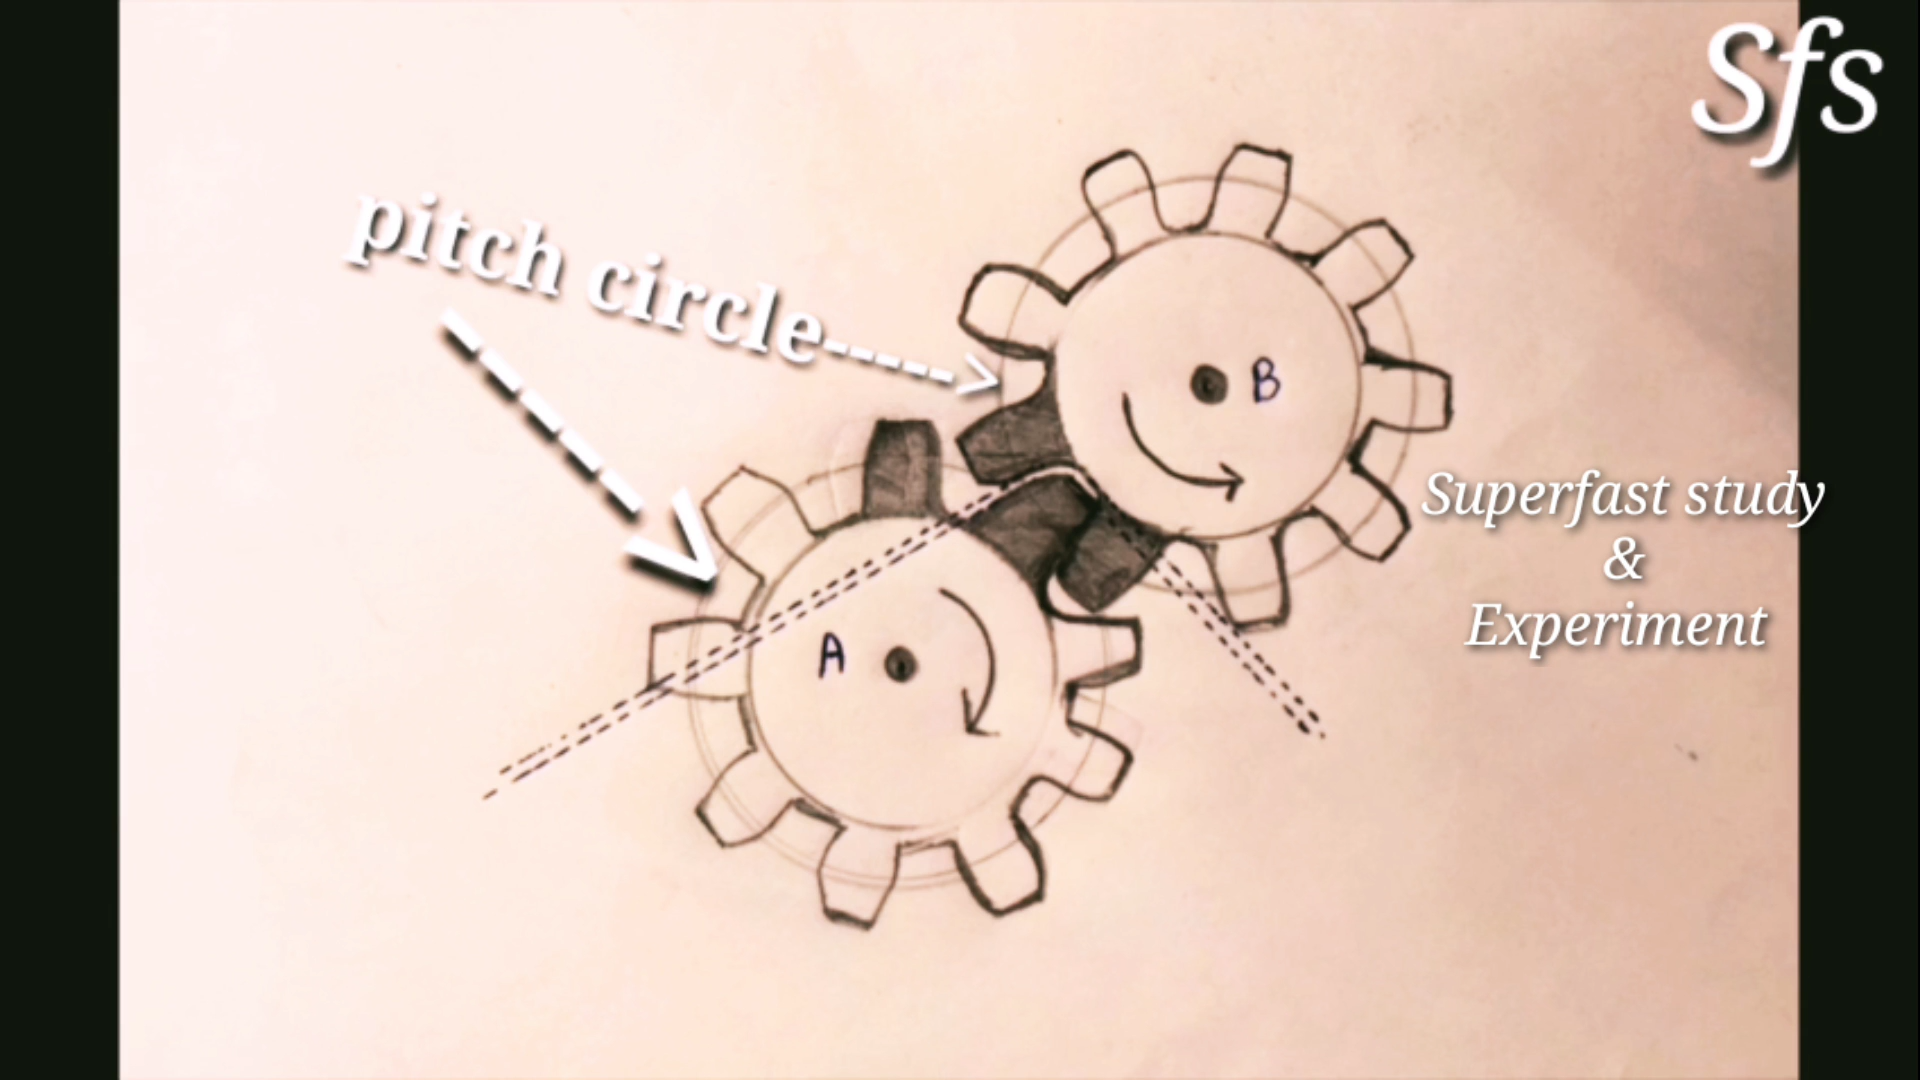 Sfs
pitch circle
B
A
Superfast study
&
Experiment